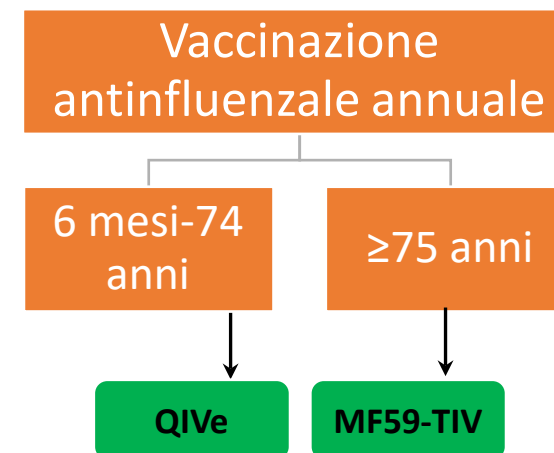 Vaccinazione
antinfluenzale annuale
6 mesi-74
anni
≥75 anni
QIVe
MF59-TIV